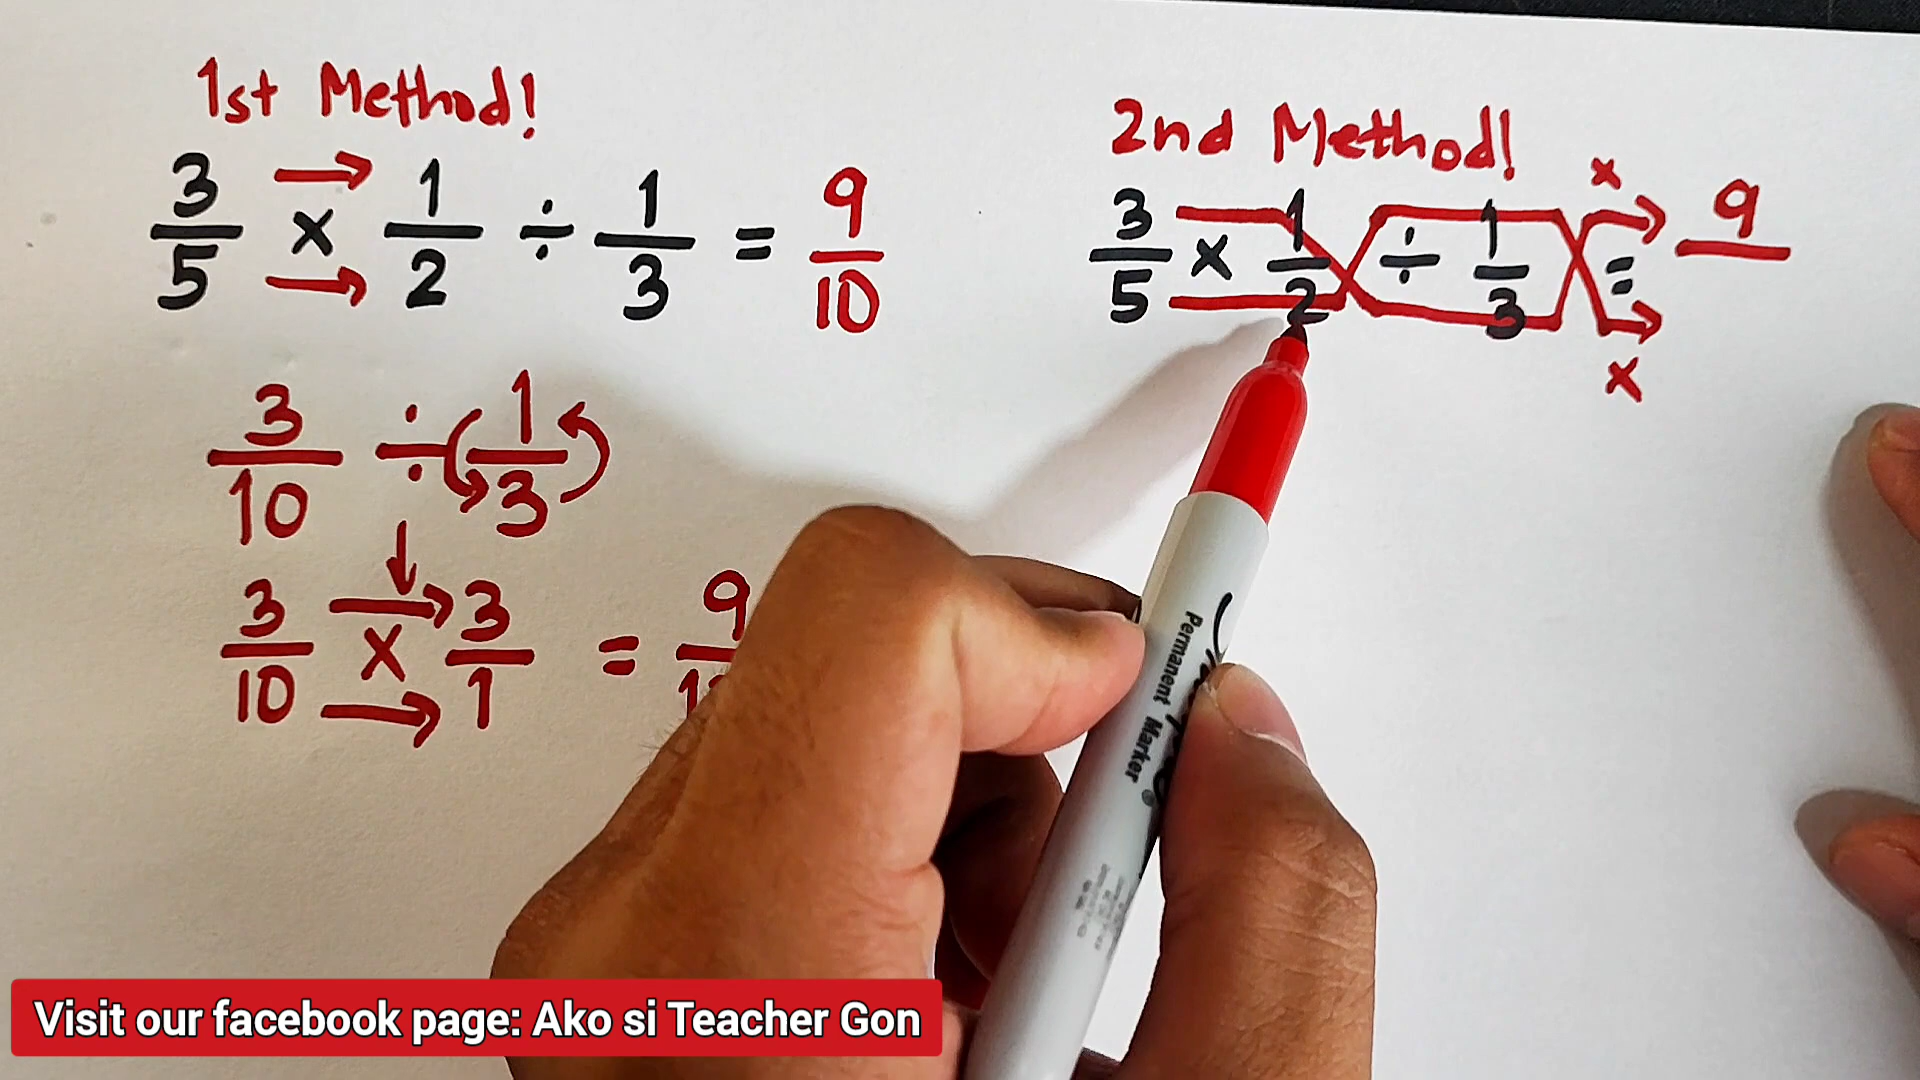 1st Method!
3/5 × 1/2 ÷ 1/3 = 9/10
3/10 ÷ (1/3)
3/10 × 3/1 = 9/
2nd Method!
3/5 × 1/2 ÷ 1/3 = 9/
×
×
Permanent Marker
Visit our facebook page: Ako si Teacher Gon